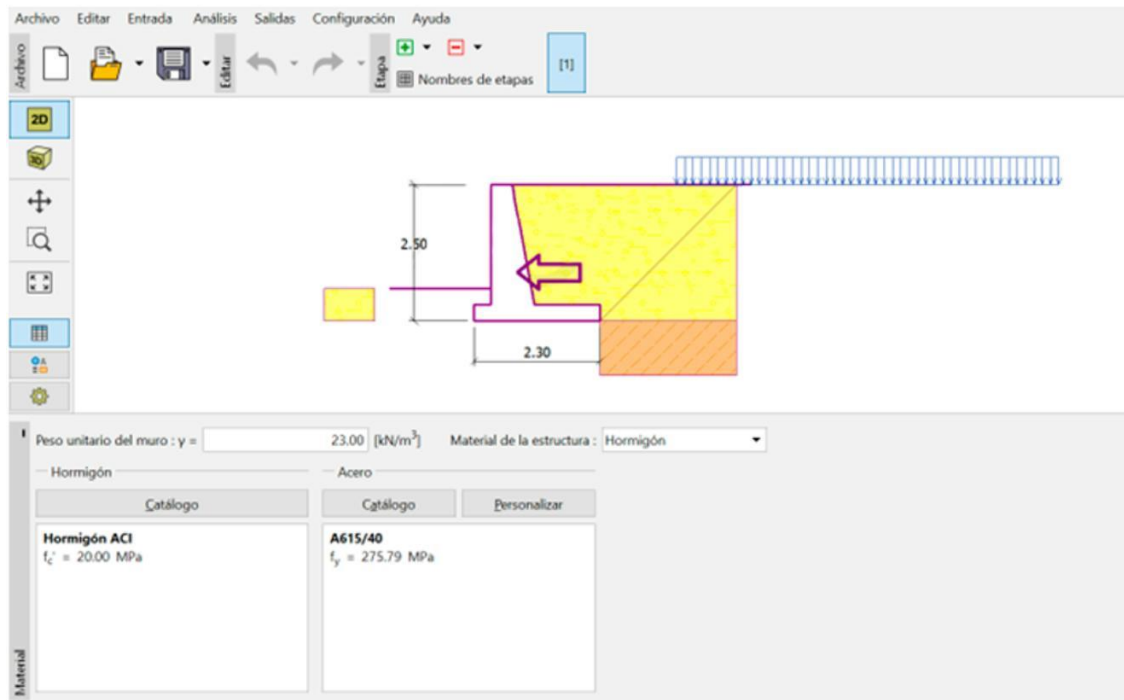 Archivo Editar Entrada Análisis Salidas Configuración Ayuda
Archivo
Editar
Etapa
Nombres de etapas
[1]
2D
3D
2.50
2.30
Material
Peso unitario del muro : γ = 23.00 [kN/m³] Material de la estructura : Hormigón
Hormigón
Catálogo
Hormigón ACI
fc' = 20.00 MPa
Acero
Catálogo Personalizar
A615/40
fy = 275.79 MPa